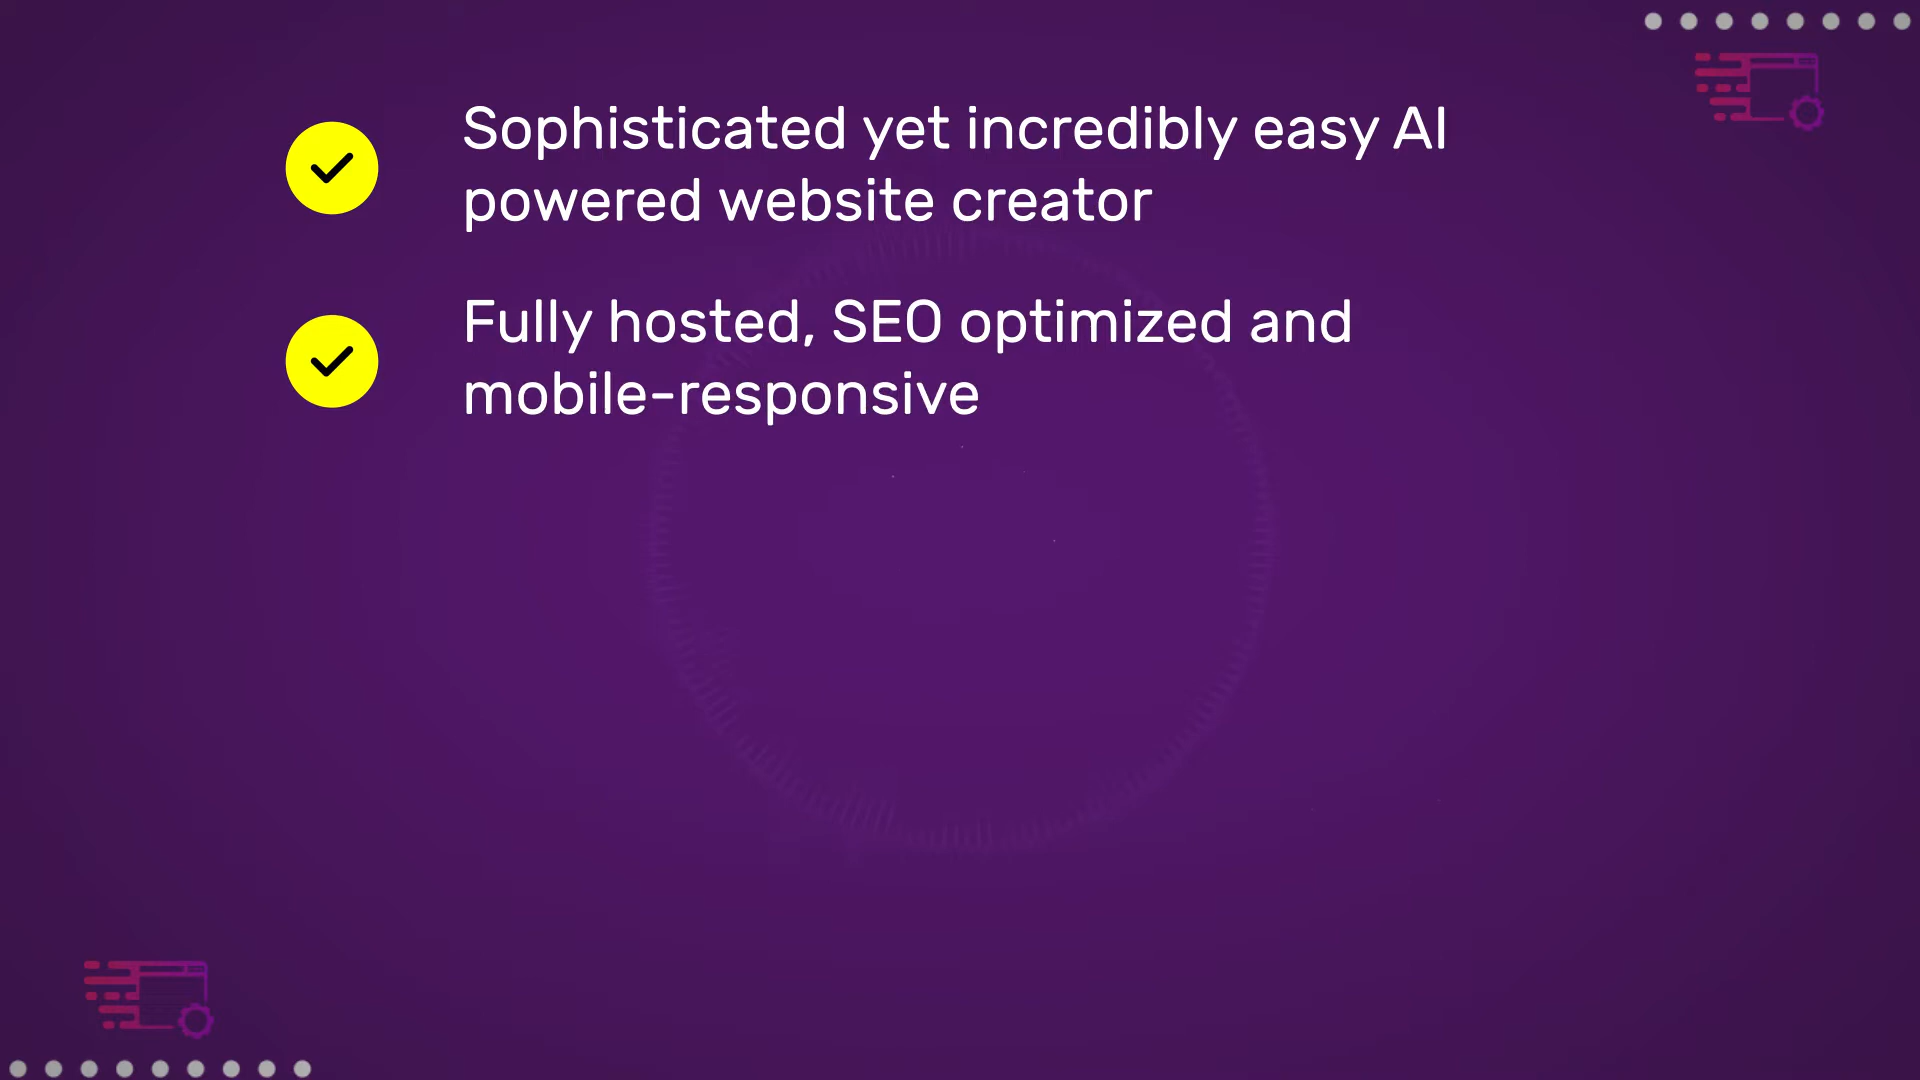 Sophisticated yet incredibly easy AI
powered website creator
Fully hosted, SEO optimized and
mobile-responsive